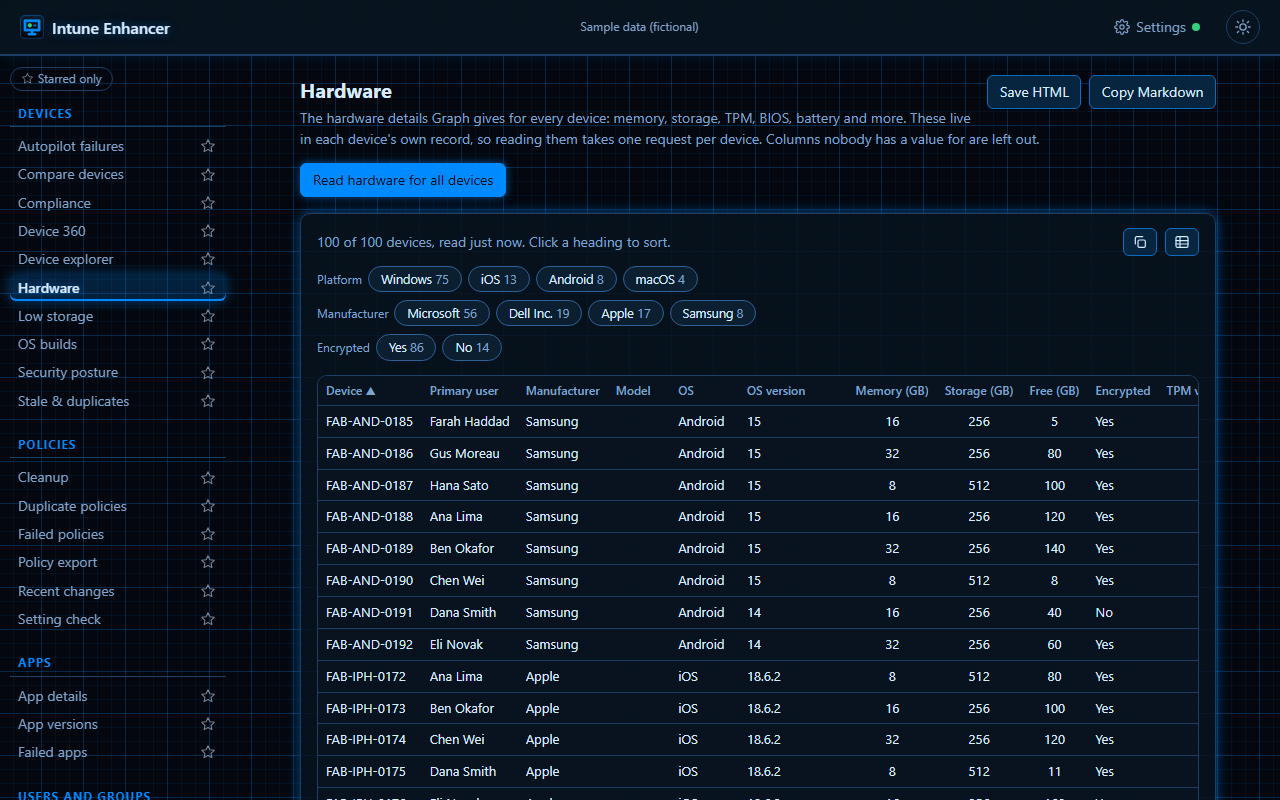 Intune Enhancer
Sample data (fictional)
Settings
Starred only
DEVICES
Autopilot failures
Compare devices
Compliance
Device 360
Device explorer
Hardware
Low storage
OS builds
Security posture
Stale & duplicates
POLICIES
Cleanup
Duplicate policies
Failed policies
Policy export
Recent changes
Setting check
APPS
App details
App versions
Failed apps
USERS AND GROUPS
Hardware
Save HTML
Copy Markdown
The hardware details Graph gives for every device: memory, storage, TPM, BIOS, battery and more. These live
in each device's own record, so reading them takes one request per device. Columns nobody has a value for are left out.
Read hardware for all devices
100 of 100 devices, read just now. Click a heading to sort.
Platform Windows 75 iOS 13 Android 8 macOS 4
Manufacturer Microsoft 56 Dell Inc. 19 Apple 17 Samsung 8
Encrypted Yes 86 No 14
Device ▲ Primary user Manufacturer Model OS OS version Memory (GB) Storage (GB) Free (GB) Encrypted TPM
FAB-AND-0185 Farah Haddad Samsung Android 15 16 256 5 Yes
FAB-AND-0186 Gus Moreau Samsung Android 15 32 256 80 Yes
FAB-AND-0187 Hana Sato Samsung Android 15 8 512 100 Yes
FAB-AND-0188 Ana Lima Samsung Android 15 16 256 120 Yes
FAB-AND-0189 Ben Okafor Samsung Android 15 32 256 140 Yes
FAB-AND-0190 Chen Wei Samsung Android 15 8 512 8 Yes
FAB-AND-0191 Dana Smith Samsung Android 14 16 256 40 No
FAB-AND-0192 Eli Novak Samsung Android 14 32 256 60 Yes
FAB-IPH-0172 Ana Lima Apple iOS 18.6.2 8 512 80 Yes
FAB-IPH-0173 Ben Okafor Apple iOS 18.6.2 16 256 100 Yes
FAB-IPH-0174 Chen Wei Apple iOS 18.6.2 32 256 120 Yes
FAB-IPH-0175 Dana Smith Apple iOS 18.6.2 8 512 11 Yes